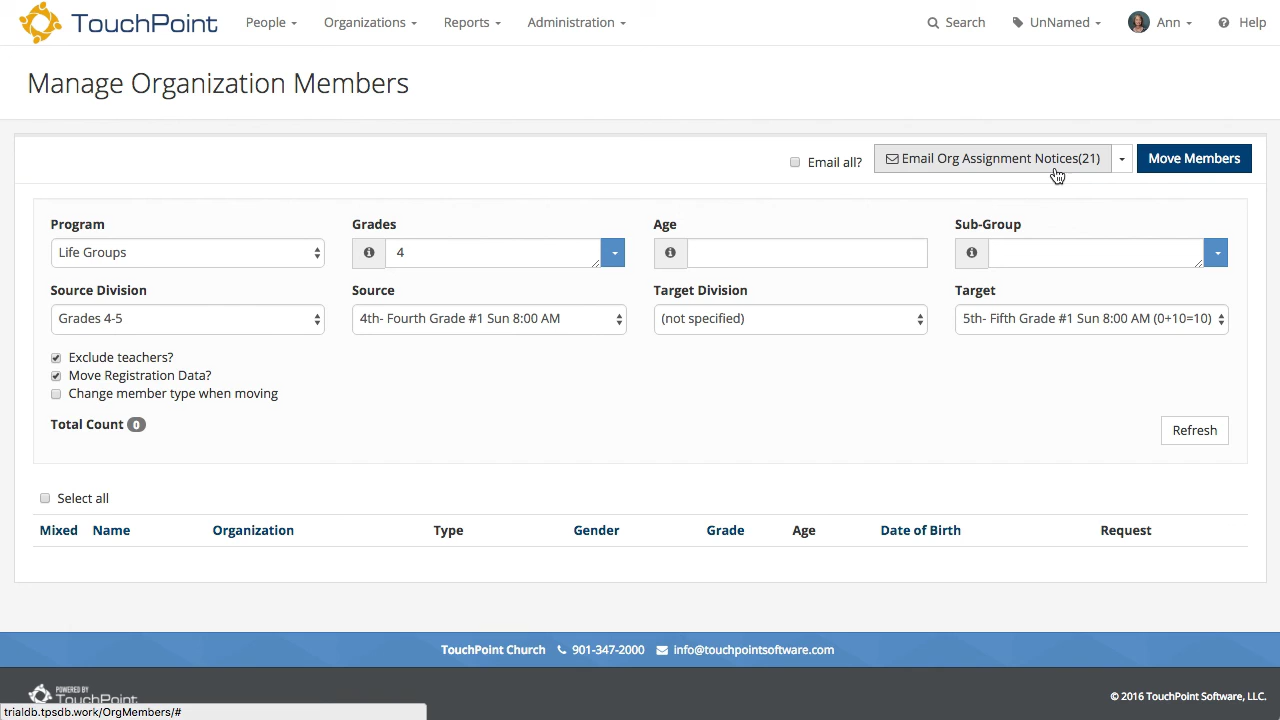 TouchPoint People Organizations Reports Administration Search UnNamed Ann Help
Manage Organization Members
Email all? Email Org Assignment Notices(21) Move Members
Program Grades Age Sub-Group
Life Groups 4
Source Division Source Target Division Target
Grades 4-5 4th- Fourth Grade #1 Sun 8:00 AM (not specified) 5th- Fifth Grade #1 Sun 8:00 AM (0+10=10)
Exclude teachers?
Move Registration Data?
Change member type when moving
Total Count 0
Refresh
Select all
Mixed Name Organization Type Gender Grade Age Date of Birth Request
TouchPoint Church 901-347-2000 info@touchpointsoftware.com
POWERED BY
TouchPoint
© 2016 TouchPoint Software, LLC.
trialdb.tpsdb.work/OrgMembers/#